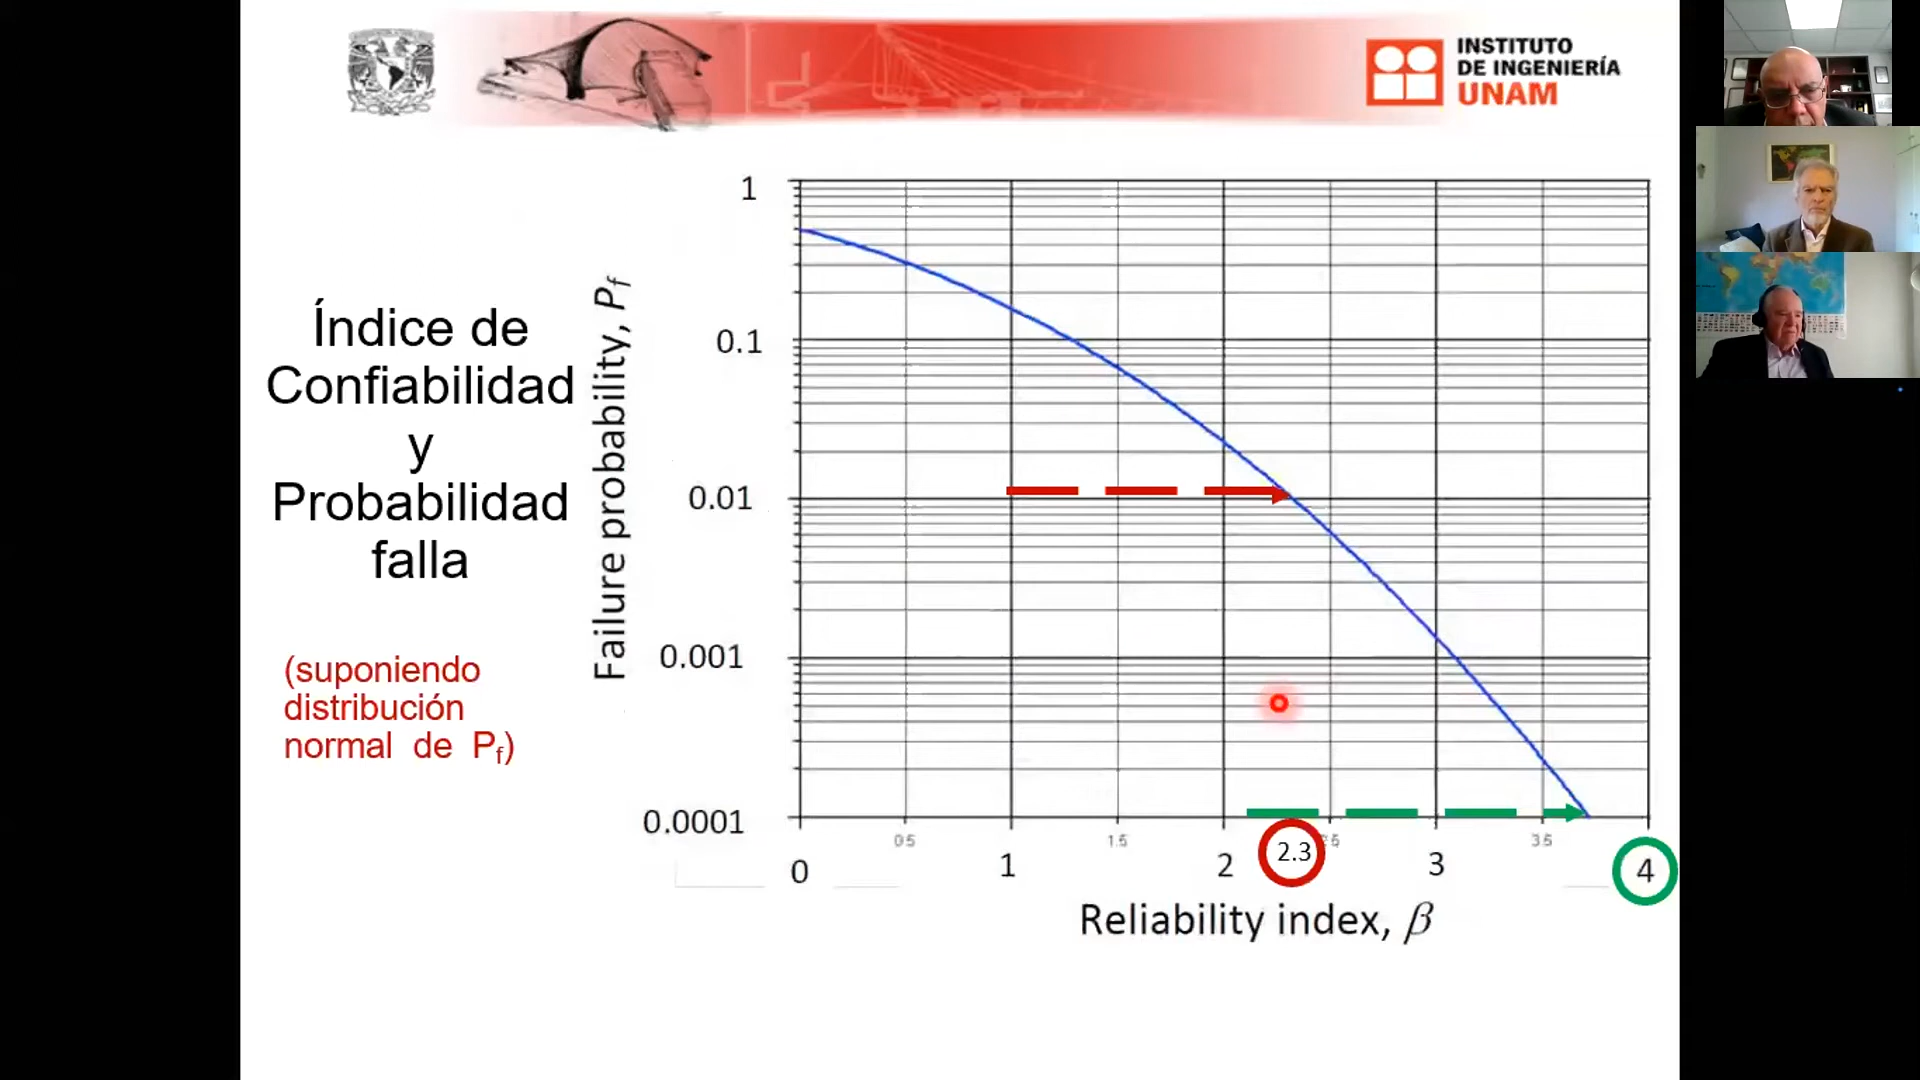 INSTITUTO
DE INGENIERÍA
UNAM
Índice de
Confiabilidad
y
Probabilidad
falla
(suponiendo
distribución
normal de Pf)
Failure probability, Pf
1
0.1
0.01
0.001
0.0001
0.5
1.5
3.5
0
1
2
2.3
3
4
Reliability index, β